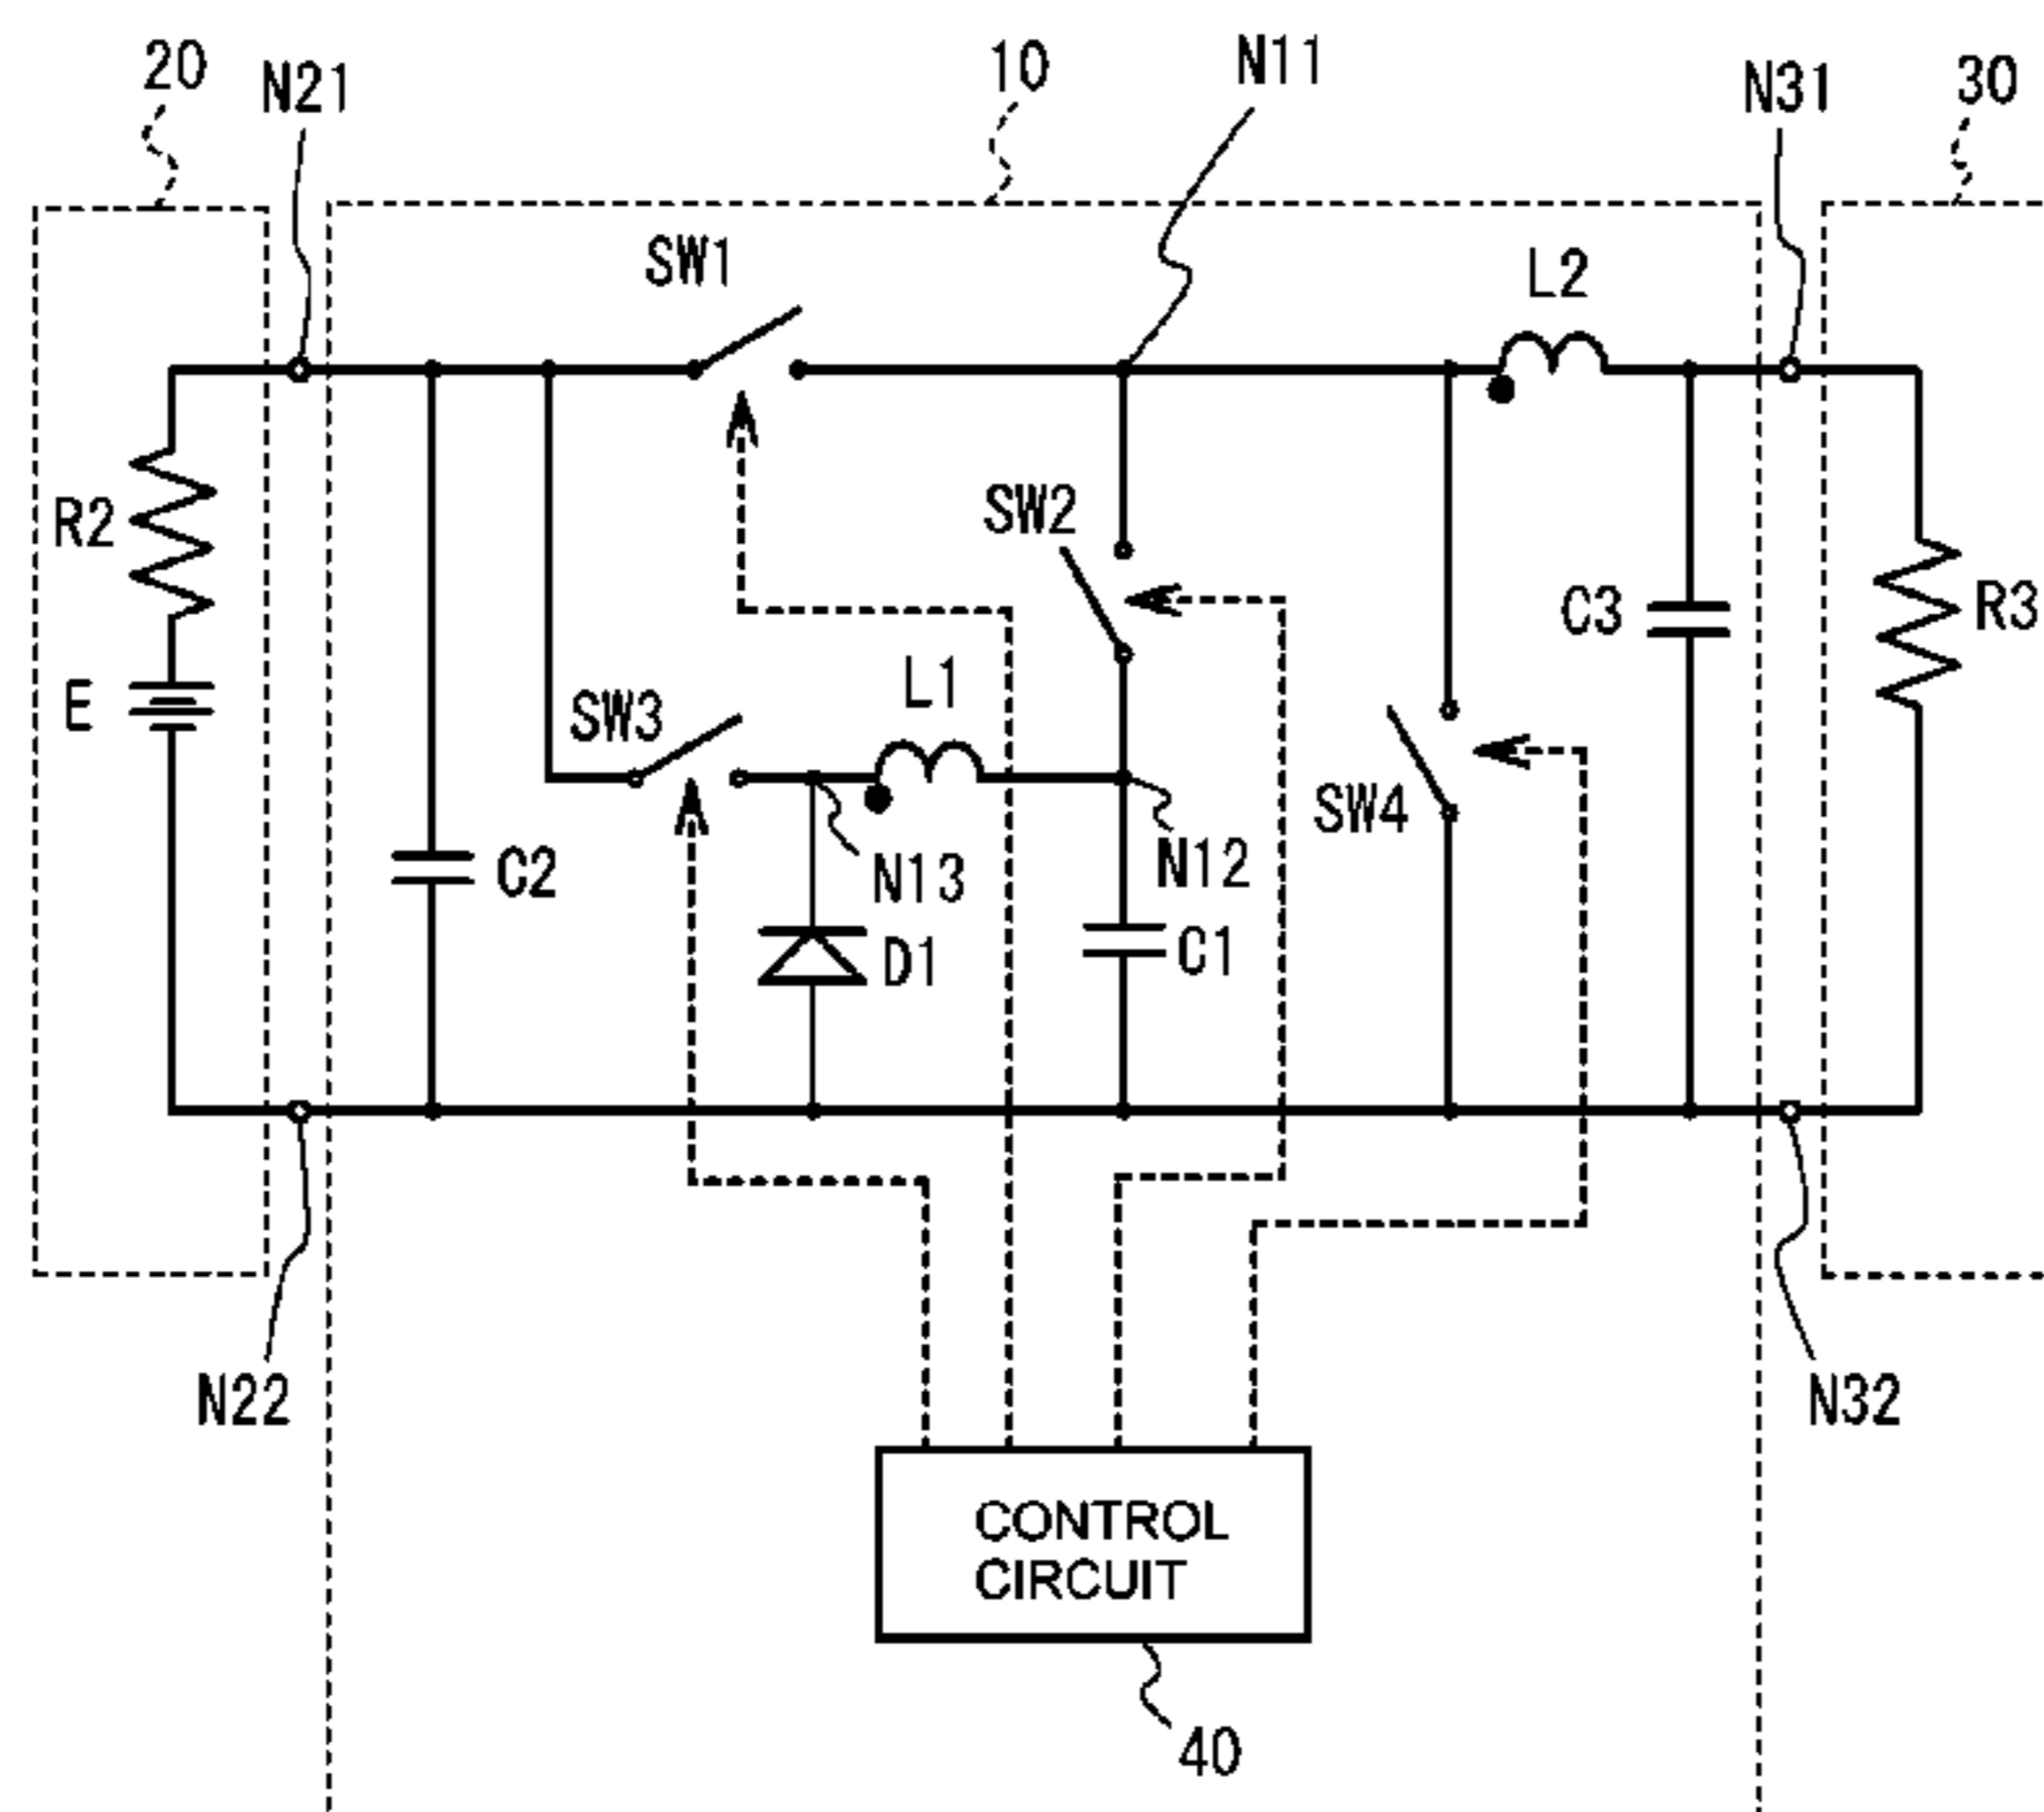 20
N21
10
N11
N31
30
SW1
L2
R2
SW2
C3
R3
E
SW3
L1
SW4
C2
N13
N12
D1
C1
N22
N32
CONTROL
CIRCUIT
40